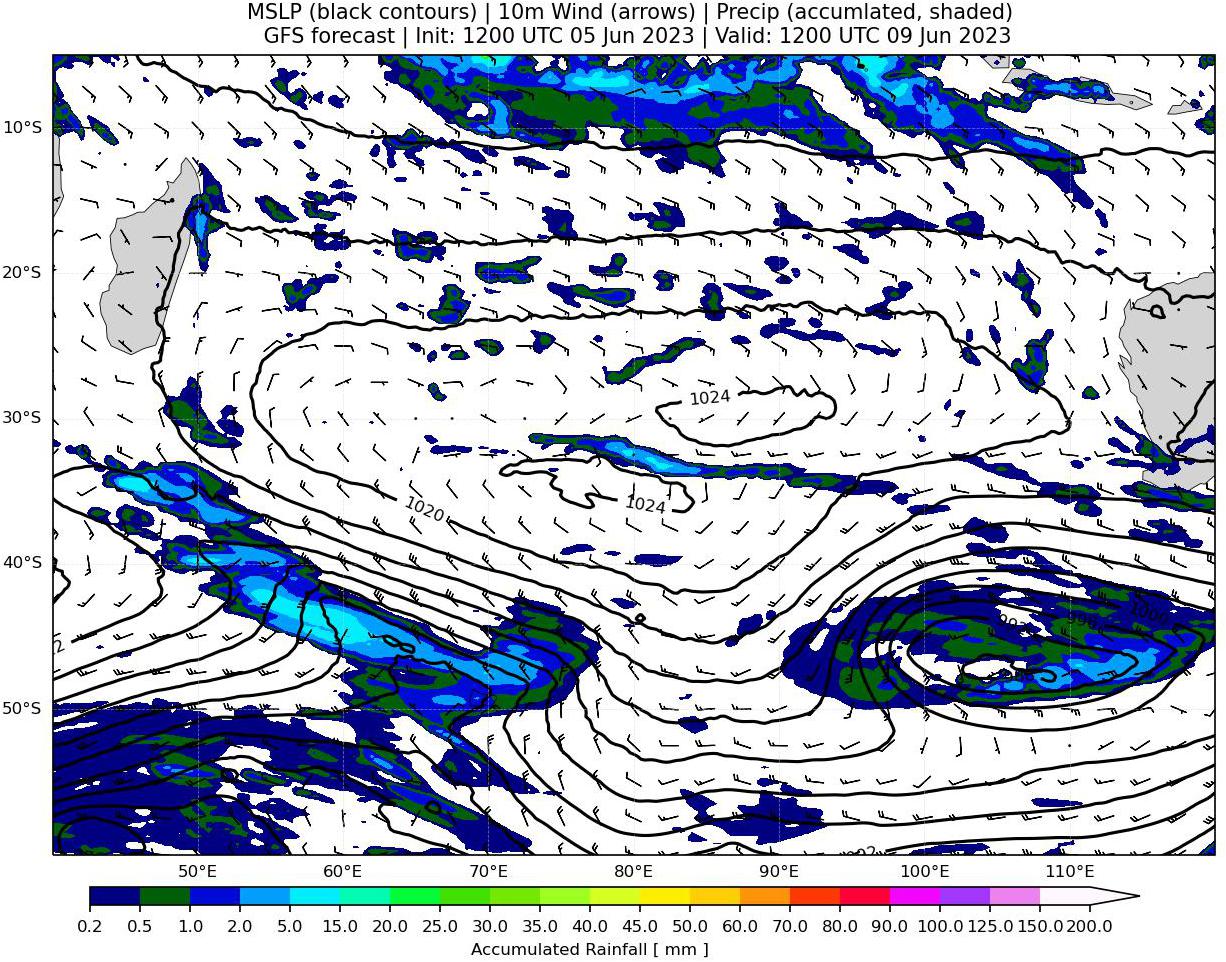 MSLP (black contours) | 10m Wind (arrows) | Precip (accumlated, shaded)
GFS forecast | Init: 1200 UTC 05 Jun 2023 | Valid: 1200 UTC 09 Jun 2023
10°S
20°S
30°S
40°S
50°S
1024
1024
1020
1000
50°E 60°E 70°E 80°E 90°E 100°E 110°E
0.2 0.5 1.0 2.0 5.0 10.0 15.0 20.0 25.0 30.0 35.0 40.0 45.0 50.0 60.0 70.0 80.0 90.0 100.0 125.0 150.0 200.0
Accumulated Rainfall [ mm ]